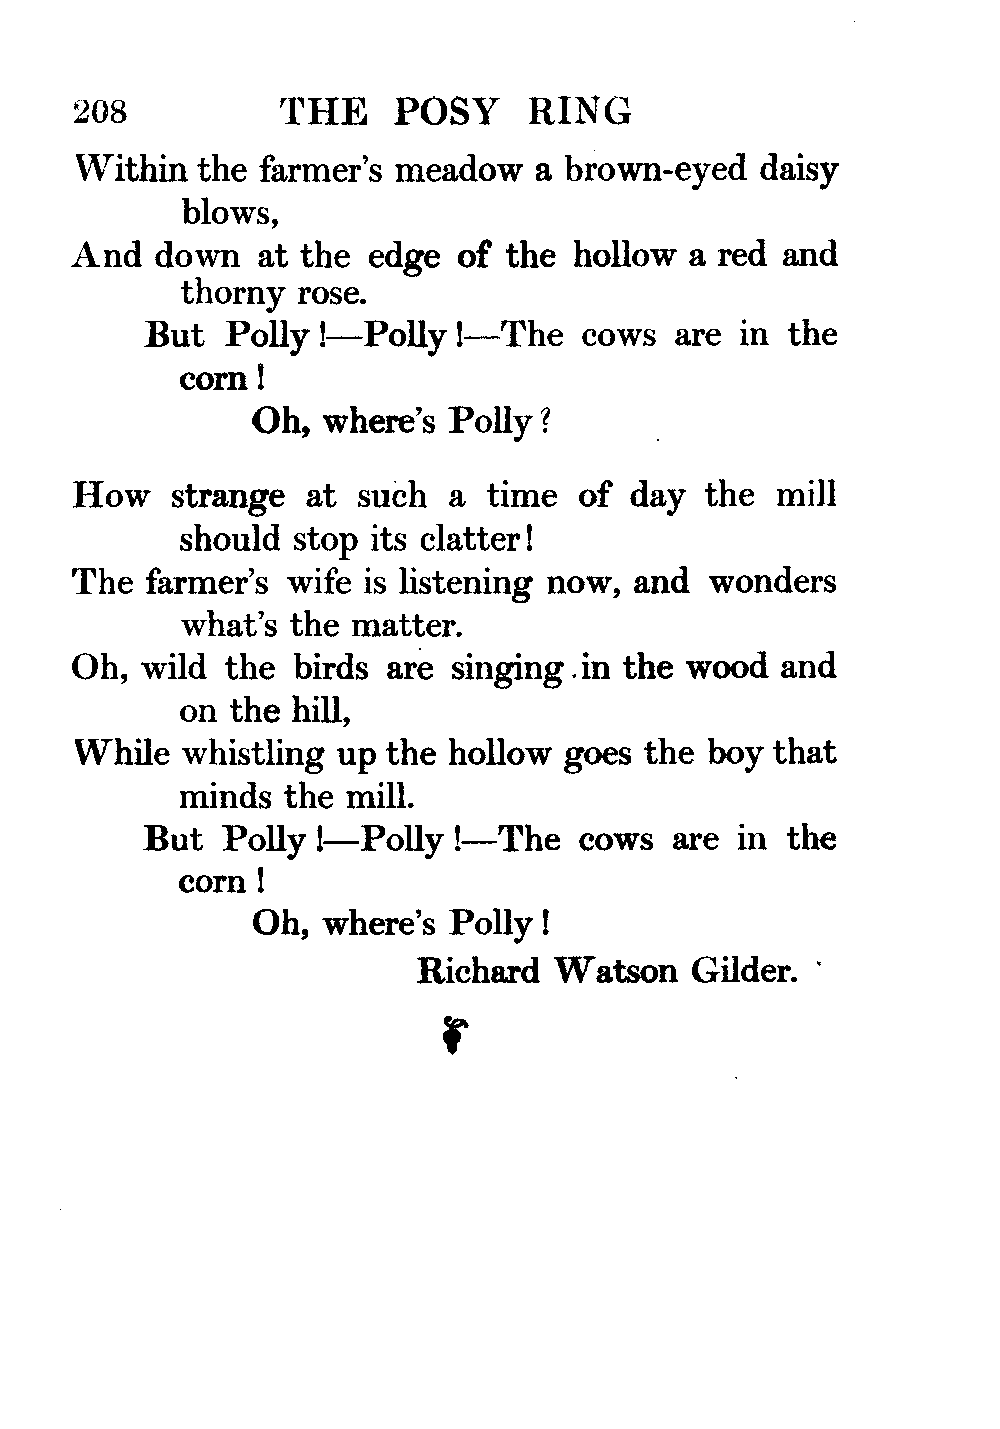 208 THE POSY RING
Within the farmer's meadow a brown-eyed daisy
blows,
And down at the edge of the hollow a red and
thorny rose.
But Polly!—Polly!—The cows are in the
corn!
Oh, where's Polly?
How strange at such a time of day the mill
should stop its clatter!
The farmer's wife is listening now, and wonders
what's the matter.
Oh, wild the birds are singing in the wood and
on the hill,
While whistling up the hollow goes the boy that
minds the mill.
But Polly!—Polly!—The cows are in the
corn!
Oh, where's Polly!
Richard Watson Gilder.